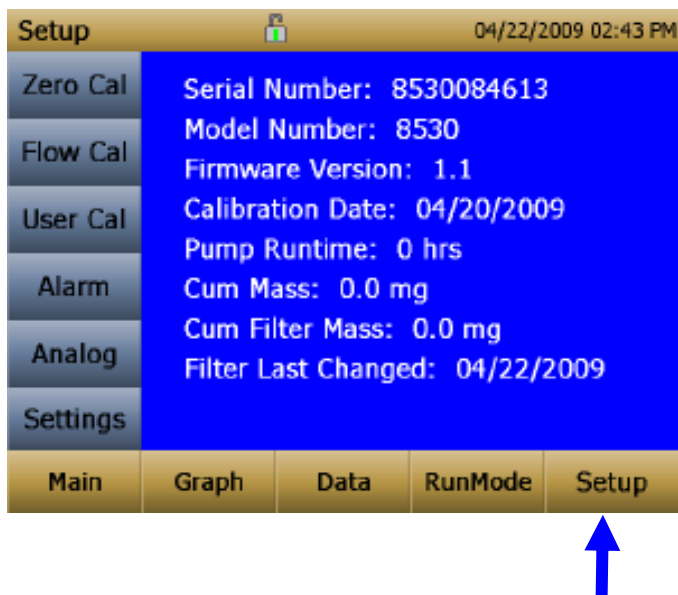 Setup 04/22/2009 02:43 PM
Zero Cal
Flow Cal
User Cal
Alarm
Analog
Settings
Serial Number: 8530084613
Model Number: 8530
Firmware Version: 1.1
Calibration Date: 04/20/2009
Pump Runtime: 0 hrs
Cum Mass: 0.0 mg
Cum Filter Mass: 0.0 mg
Filter Last Changed: 04/22/2009
Main Graph Data RunMode Setup